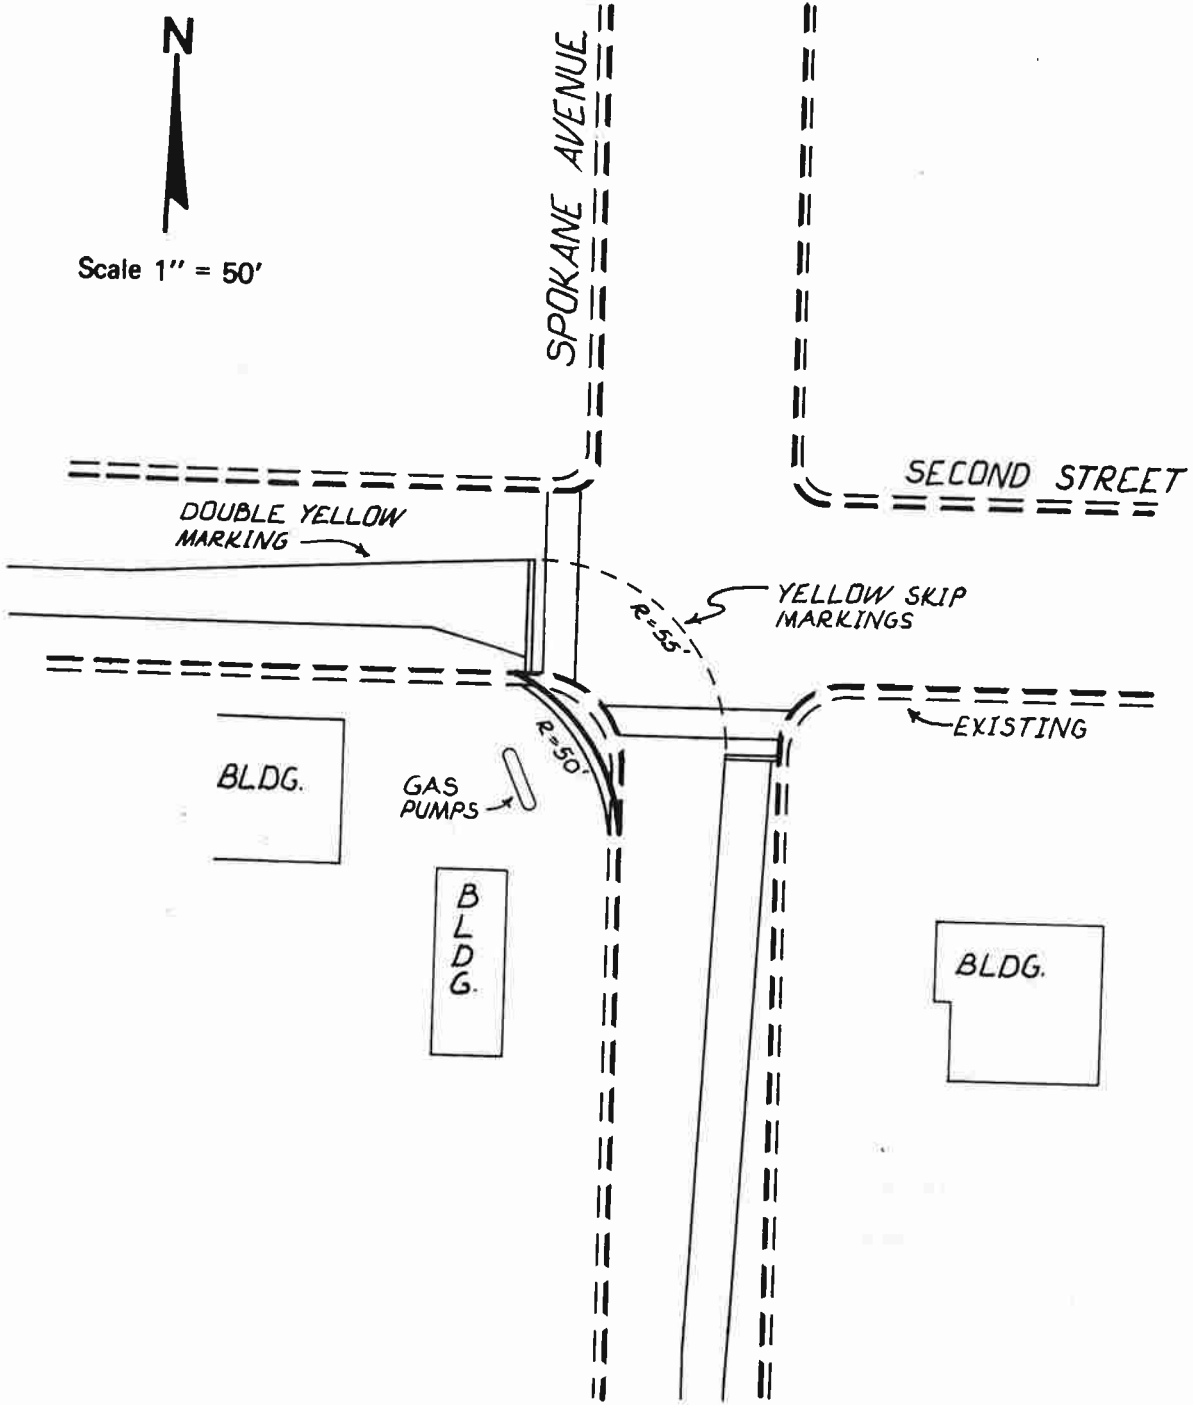 N
Scale 1" = 50'
SPOKANE AVENUE
SECOND STREET
DOUBLE YELLOW
MARKING
YELLOW SKIP
MARKINGS
R=55'
EXISTING
R=50'
BLDG.
GAS
PUMPS
B
L
D
G.
BLDG.